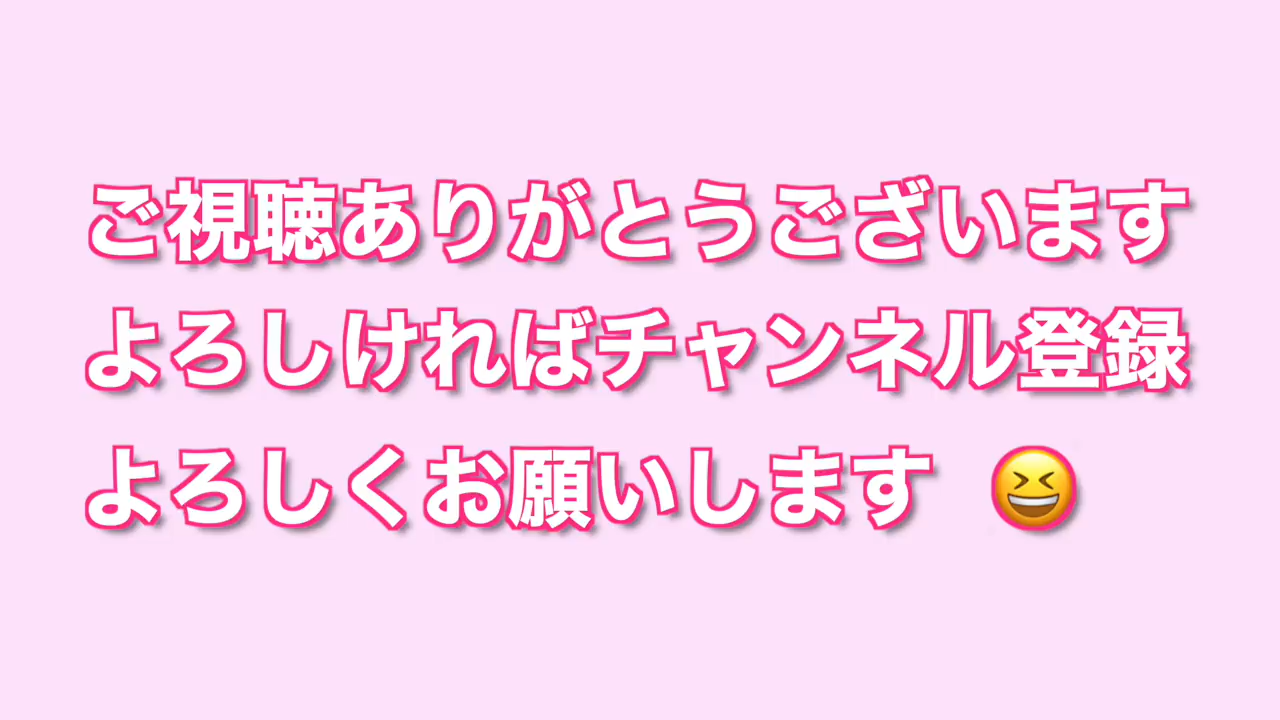 ご視聴ありがとうございます
よろしければチャンネル登録
よろしくお願いします 😆